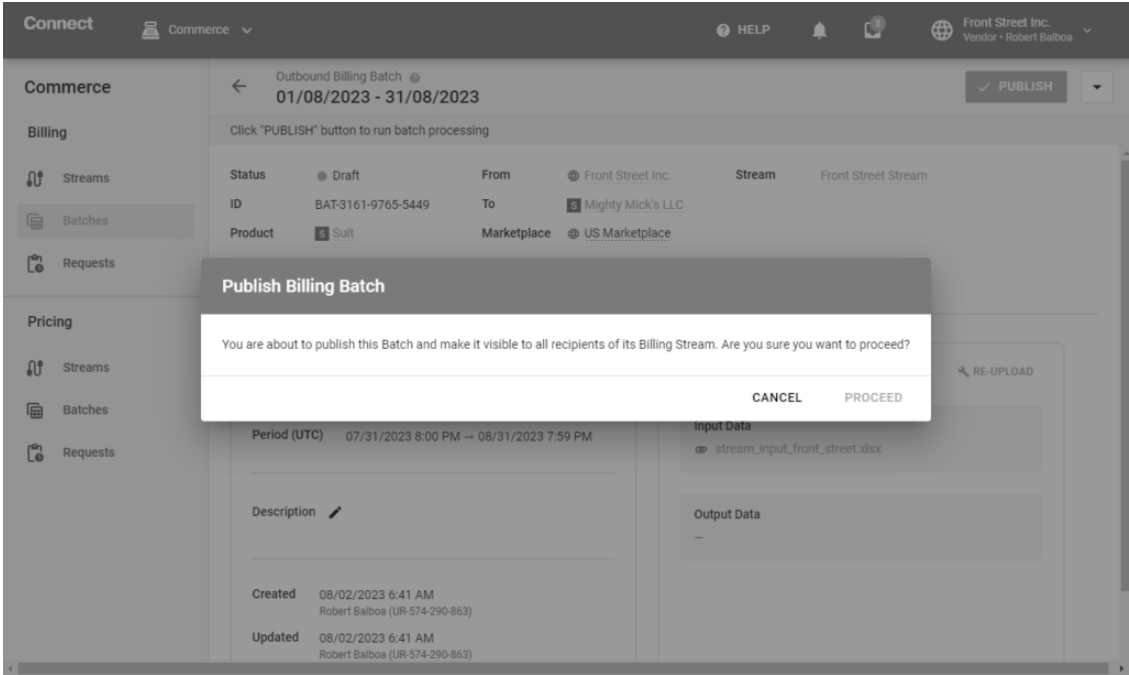 Connect
Commerce
HELP
3
Front Street Inc.
Vendor • Robert Balboa
Commerce
Billing
Streams
Batches
Requests
Pricing
Streams
Batches
Requests
Outbound Billing Batch
01/08/2023 - 31/08/2023
PUBLISH
Click "PUBLISH" button to run batch processing
Status Draft From Front Street Inc. Stream Front Street Stream
ID BAT-3161-9765-5449 To S Mighty Mick's LLC
Product S Suit Marketplace US Marketplace
Publish Billing Batch
You are about to publish this Batch and make it visible to all recipients of its Billing Stream. Are you sure you want to proceed?
CANCEL PROCEED
RE-UPLOAD
Period (UTC) 07/31/2023 8:00 PM → 08/31/2023 7:59 PM
Description
Created 08/02/2023 6:41 AM
Robert Balboa (UR-574-290-863)
Updated 08/02/2023 6:41 AM
Robert Balboa (UR-574-290-863)
Input Data
stream_input_front_street.xlsx
Output Data
—